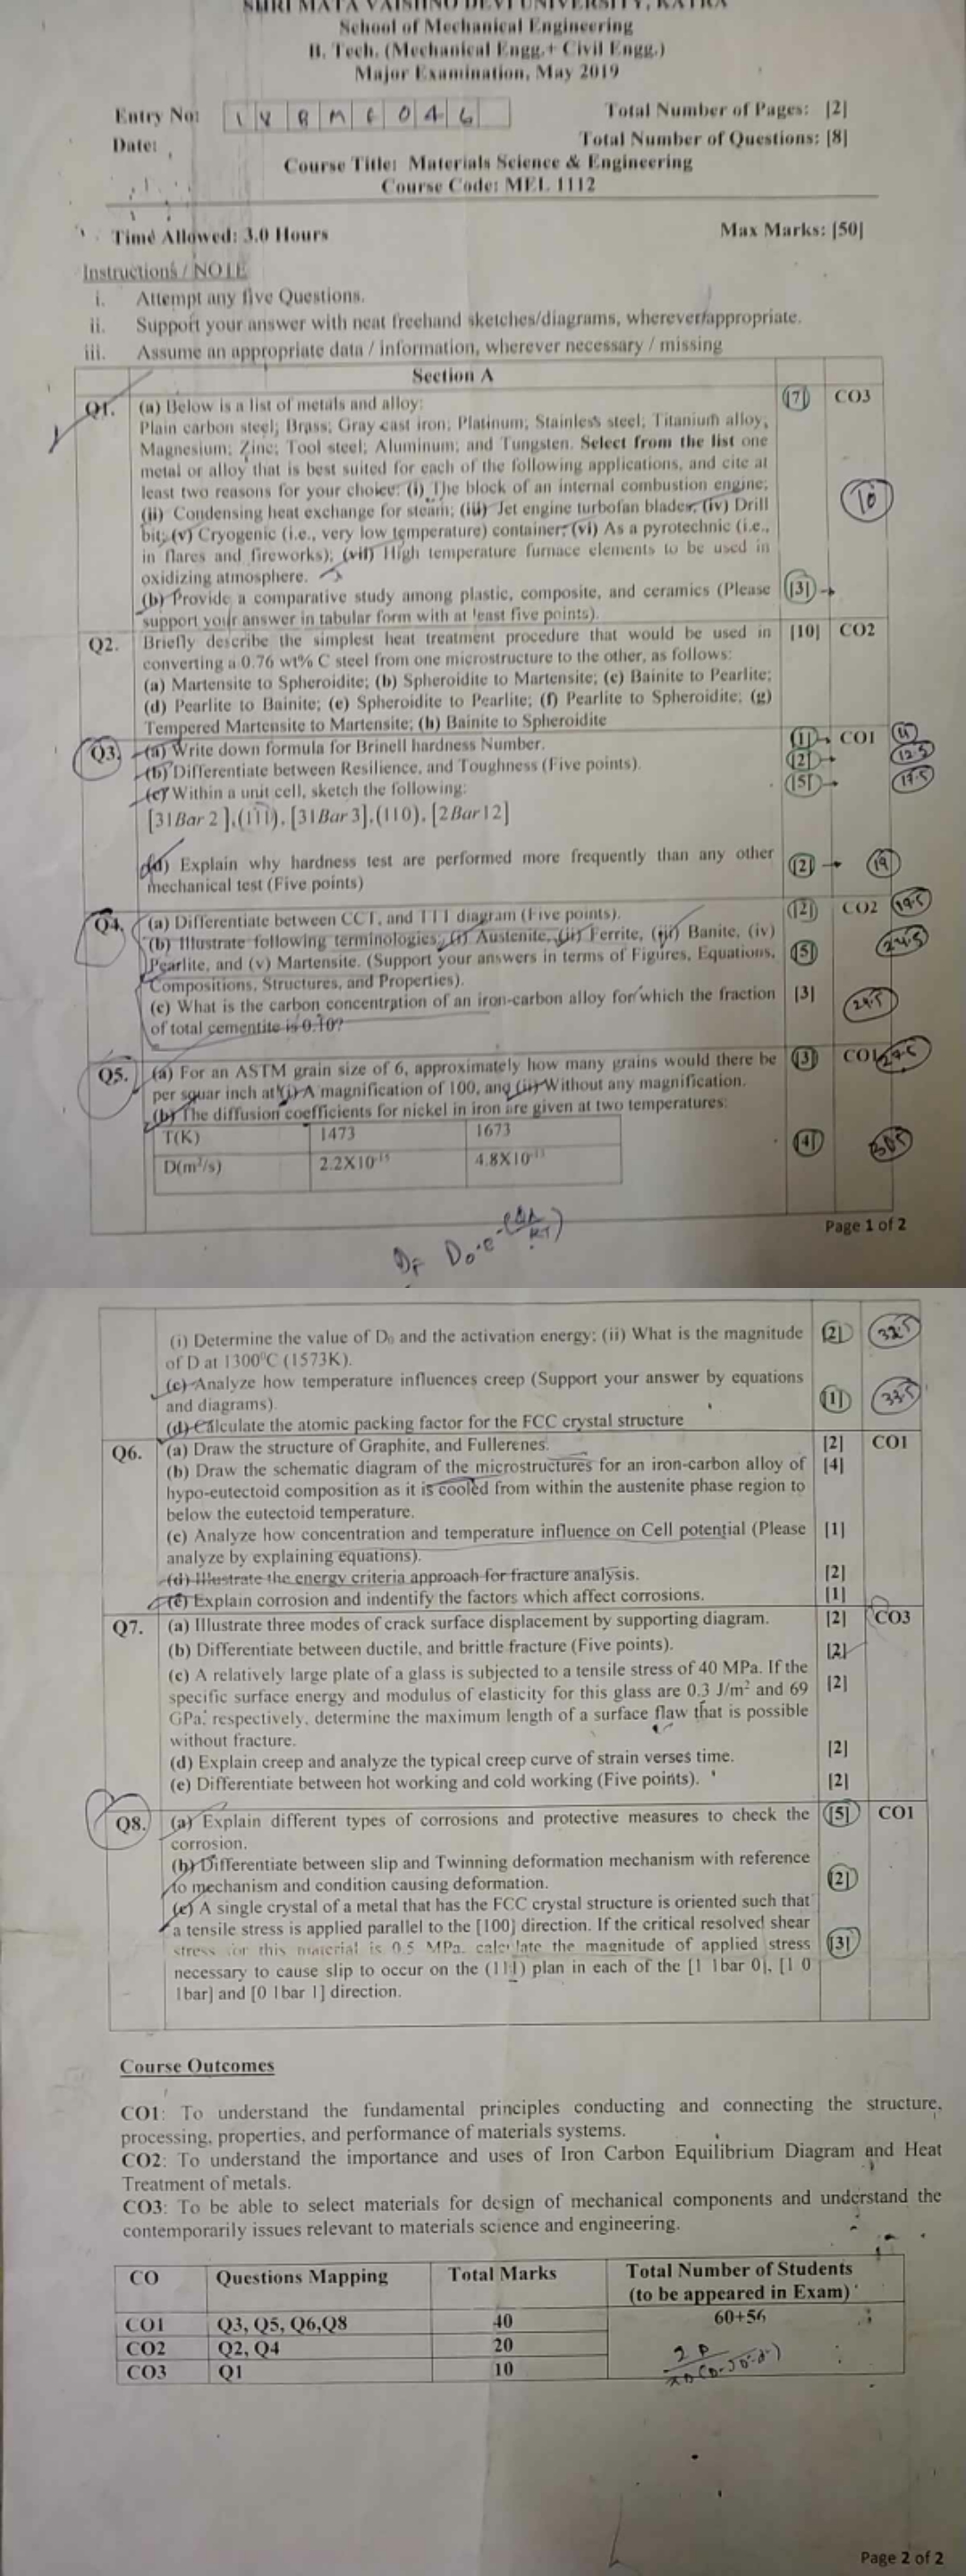 SHRI MATA VAISHNO DEVI UNIVERSITY, KATRA
School of Mechanical Engineering
B. Tech. (Mechanical Engg.+ Civil Engg.)
Major Examination, May 2019
Entry No: 1 8 B M E 0 4 6
Total Number of Pages: [2]
Date:
Total Number of Questions: [8]
Course Title: Materials Science & Engineering
Course Code: MEL 1112
Time Allowed: 3.0 Hours
Max Marks: [50]
Instructions / NOTE
i. Attempt any five Questions.
ii. Support your answer with neat freehand sketches/diagrams, wherever appropriate.
iii. Assume an appropriate data / information, wherever necessary / missing
Section A
Q1. (a) Below is a list of metals and alloy: [7] CO3
Plain carbon steel; Brass; Gray cast iron; Platinum; Stainless steel; Titanium alloy,
Magnesium; Zinc; Tool steel; Aluminum; and Tungsten. Select from the list one
metal or alloy that is best suited for each of the following applications, and cite at
least two reasons for your choice: (i) The block of an internal combustion engine;
10
(ii) Condensing heat exchange for steam; (iii) Jet engine turbofan blades; (iv) Drill
bit; (v) Cryogenic (i.e., very low temperature) container; (vi) As a pyrotechnic (i.e.,
in flares and fireworks); (vii) High temperature furnace elements to be used in
oxidizing atmosphere.
(b) Provide a comparative study among plastic, composite, and ceramics (Please [3]
support your answer in tabular form with at least five points).
Q2. Briefly describe the simplest heat treatment procedure that would be used in [10] CO2
converting a 0.76 wt% C steel from one microstructure to the other, as follows:
(a) Martensite to Spheroidite; (b) Spheroidite to Martensite; (c) Bainite to Pearlite;
(d) Pearlite to Bainite; (e) Spheroidite to Pearlite; (f) Pearlite to Spheroidite; (g)
Tempered Martensite to Martensite; (h) Bainite to Spheroidite
Q3. (a) Write down formula for Brinell hardness Number. [1] CO1 11
(b) Differentiate between Resilience, and Toughness (Five points). [2] 12.5
(c) Within a unit cell, sketch the following: [5] 17.5
[31Bar 2 ],(111), [31Bar 3],(110), [2Bar12]
(d) Explain why hardness test are performed more frequently than any other [2] 19
mechanical test (Five points)
Q4. (a) Differentiate between CCT, and TTT diagram (Five points). [2] CO2 19.5
(b) Illustrate following terminologies; (i) Austenite, (ii) Ferrite, (iii) Banite, (iv)
Pearlite, and (v) Martensite. (Support your answers in terms of Figures, Equations, [5] 24.5
Compositions, Structures, and Properties).
(c) What is the carbon concentration of an iron-carbon alloy for which the fraction [3]
of total cementite is 0.10?
Q5. (a) For an ASTM grain size of 6, approximately how many grains would there be [3] CO1 27.5
per squar inch at (i) A magnification of 100, and (ii) Without any magnification.
(b) The diffusion coefficients for nickel in iron are given at two temperatures:
T(K) 1473 1673 [4]
D(m²/s) 2.2X10⁻¹⁵ 4.8X10
Page 1 of 2
(i) Determine the value of D₀ and the activation energy; (ii) What is the magnitude [2] 32.5
of D at 1300⁰C (1573K).
(c) Analyze how temperature influences creep (Support your answer by equations
and diagrams). [1] 33.5
(d) Calculate the atomic packing factor for the FCC crystal structure
Q6. (a) Draw the structure of Graphite, and Fullerenes. [2] CO1
(b) Draw the schematic diagram of the microstructures for an iron-carbon alloy of [4]
hypo-eutectoid composition as it is cooled from within the austenite phase region to
below the eutectoid temperature.
(c) Analyze how concentration and temperature influence on Cell potential (Please [1]
analyze by explaining equations).
(d) Illustrate the energy criteria approach for fracture analysis. [2]
(e) Explain corrosion and indentify the factors which affect corrosions. [1]
Q7. (a) Illustrate three modes of crack surface displacement by supporting diagram. [2] CO3
(b) Differentiate between ductile, and brittle fracture (Five points). [2]
(c) A relatively large plate of a glass is subjected to a tensile stress of 40 MPa. If the
specific surface energy and modulus of elasticity for this glass are 0.3 J/m² and 69 [2]
GPa. respectively, determine the maximum length of a surface flaw that is possible
without fracture.
(d) Explain creep and analyze the typical creep curve of strain verses time. [2]
(e) Differentiate between hot working and cold working (Five points). [2]
Q8. (a) Explain different types of corrosions and protective measures to check the [5] CO1
corrosion.
(b) Differentiate between slip and Twinning deformation mechanism with reference
to mechanism and condition causing deformation. [2]
(c) A single crystal of a metal that has the FCC crystal structure is oriented such that
a tensile stress is applied parallel to the [100] direction. If the critical resolved shear
stress for this material is 0.5 MPa. calculate the magnitude of applied stress [3]
necessary to cause slip to occur on the (111) plan in each of the [1 1bar 0], [1 0
1bar] and [0 1bar 1] direction.
Course Outcomes
CO1: To understand the fundamental principles conducting and connecting the structure,
processing, properties, and performance of materials systems.
CO2: To understand the importance and uses of Iron Carbon Equilibrium Diagram and Heat
Treatment of metals.
CO3: To be able to select materials for design of mechanical components and understand the
contemporarily issues relevant to materials science and engineering.
CO Questions Mapping Total Marks Total Number of Students
(to be appeared in Exam)
CO1 Q3, Q5, Q6,Q8 40 60+56
CO2 Q2, Q4 20
CO3 Q1 10
Page 2 of 2